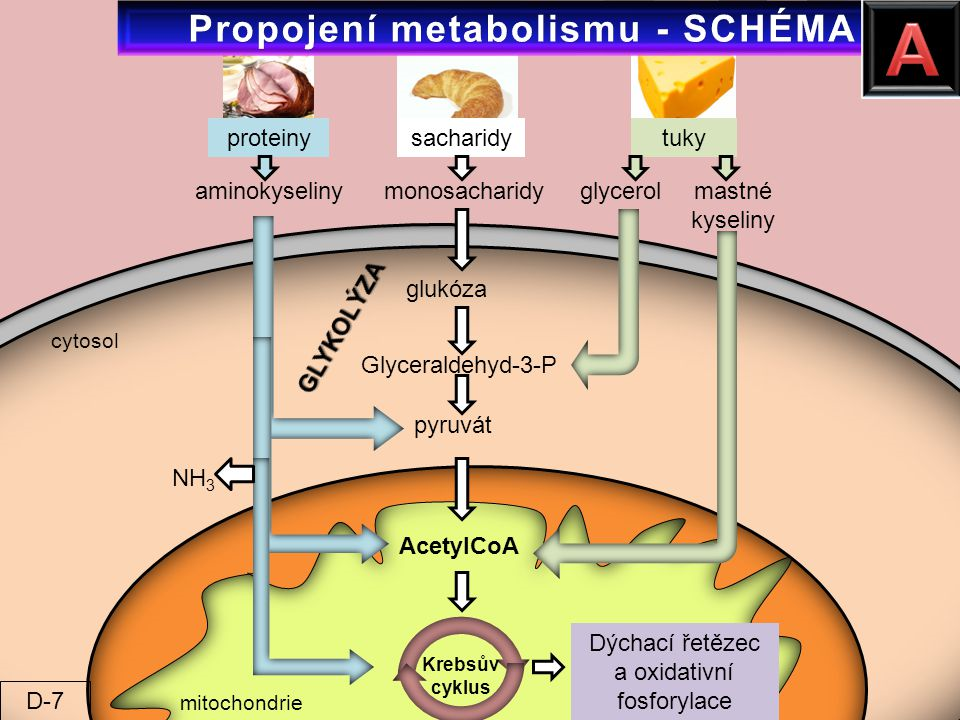 Propojení metabolismu - SCHÉMA
A
proteiny
sacharidy
tuky
aminokyseliny
monosacharidy
glycerol
mastné
kyseliny
glukóza
GLYKOLÝZA
cytosol
Glyceraldehyd-3-P
pyruvát
NH₃
AcetylCoA
Krebsův
cyklus
Dýchací řetězec
a oxidativní
fosforylace
D-7
mitochondrie